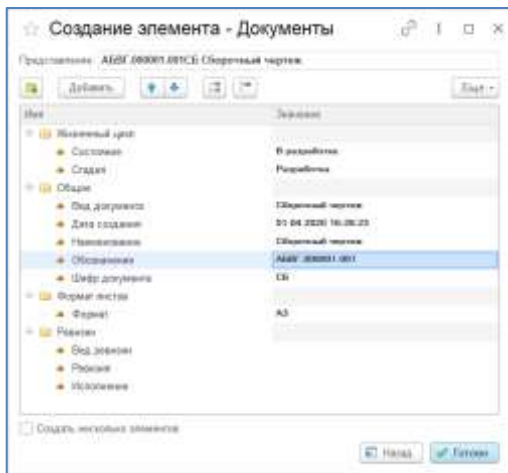 Создание элемента - Документы
Представление: АБВГ.000001.001СБ Сборочный чертеж
Добавить
Еще
Имя Значение
Жизненный цикл
Состояние В разработке
Стадия Разработка
Общие
Вид документа Сборочный чертеж
Дата создания 01.04.2020 16:26:23
Наименование Сборочный чертеж
Обозначение АБВГ.000001.001
Шифр документа СБ
Формат листов
Формат А3
Ревизии
Вид ревизии
Ревизия
Исполнение
Создать несколько элементов
Назад
Готово